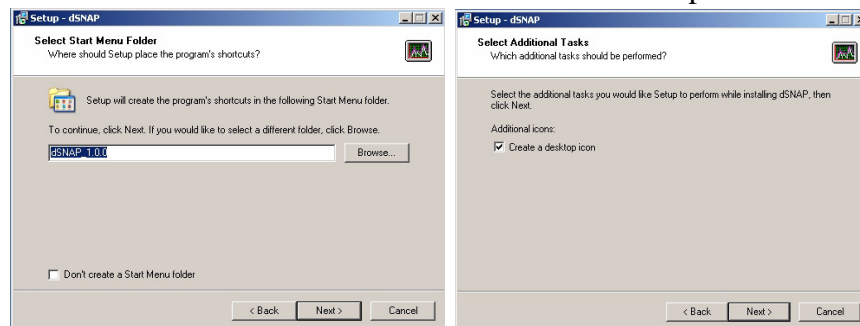 Setup - dSNAP
Select Start Menu Folder
Where should Setup place the program's shortcuts?
Setup will create the program's shortcuts in the following Start Menu folder.
To continue, click Next. If you would like to select a different folder, click Browse.
dSNAP_1.0.0
Browse...
Don't create a Start Menu folder
< Back
Next >
Cancel
Setup - dSNAP
Select Additional Tasks
Which additional tasks should be performed?
Select the additional tasks you would like Setup to perform while installing dSNAP, then
click Next.
Additional icons:
Create a desktop icon
< Back
Next >
Cancel